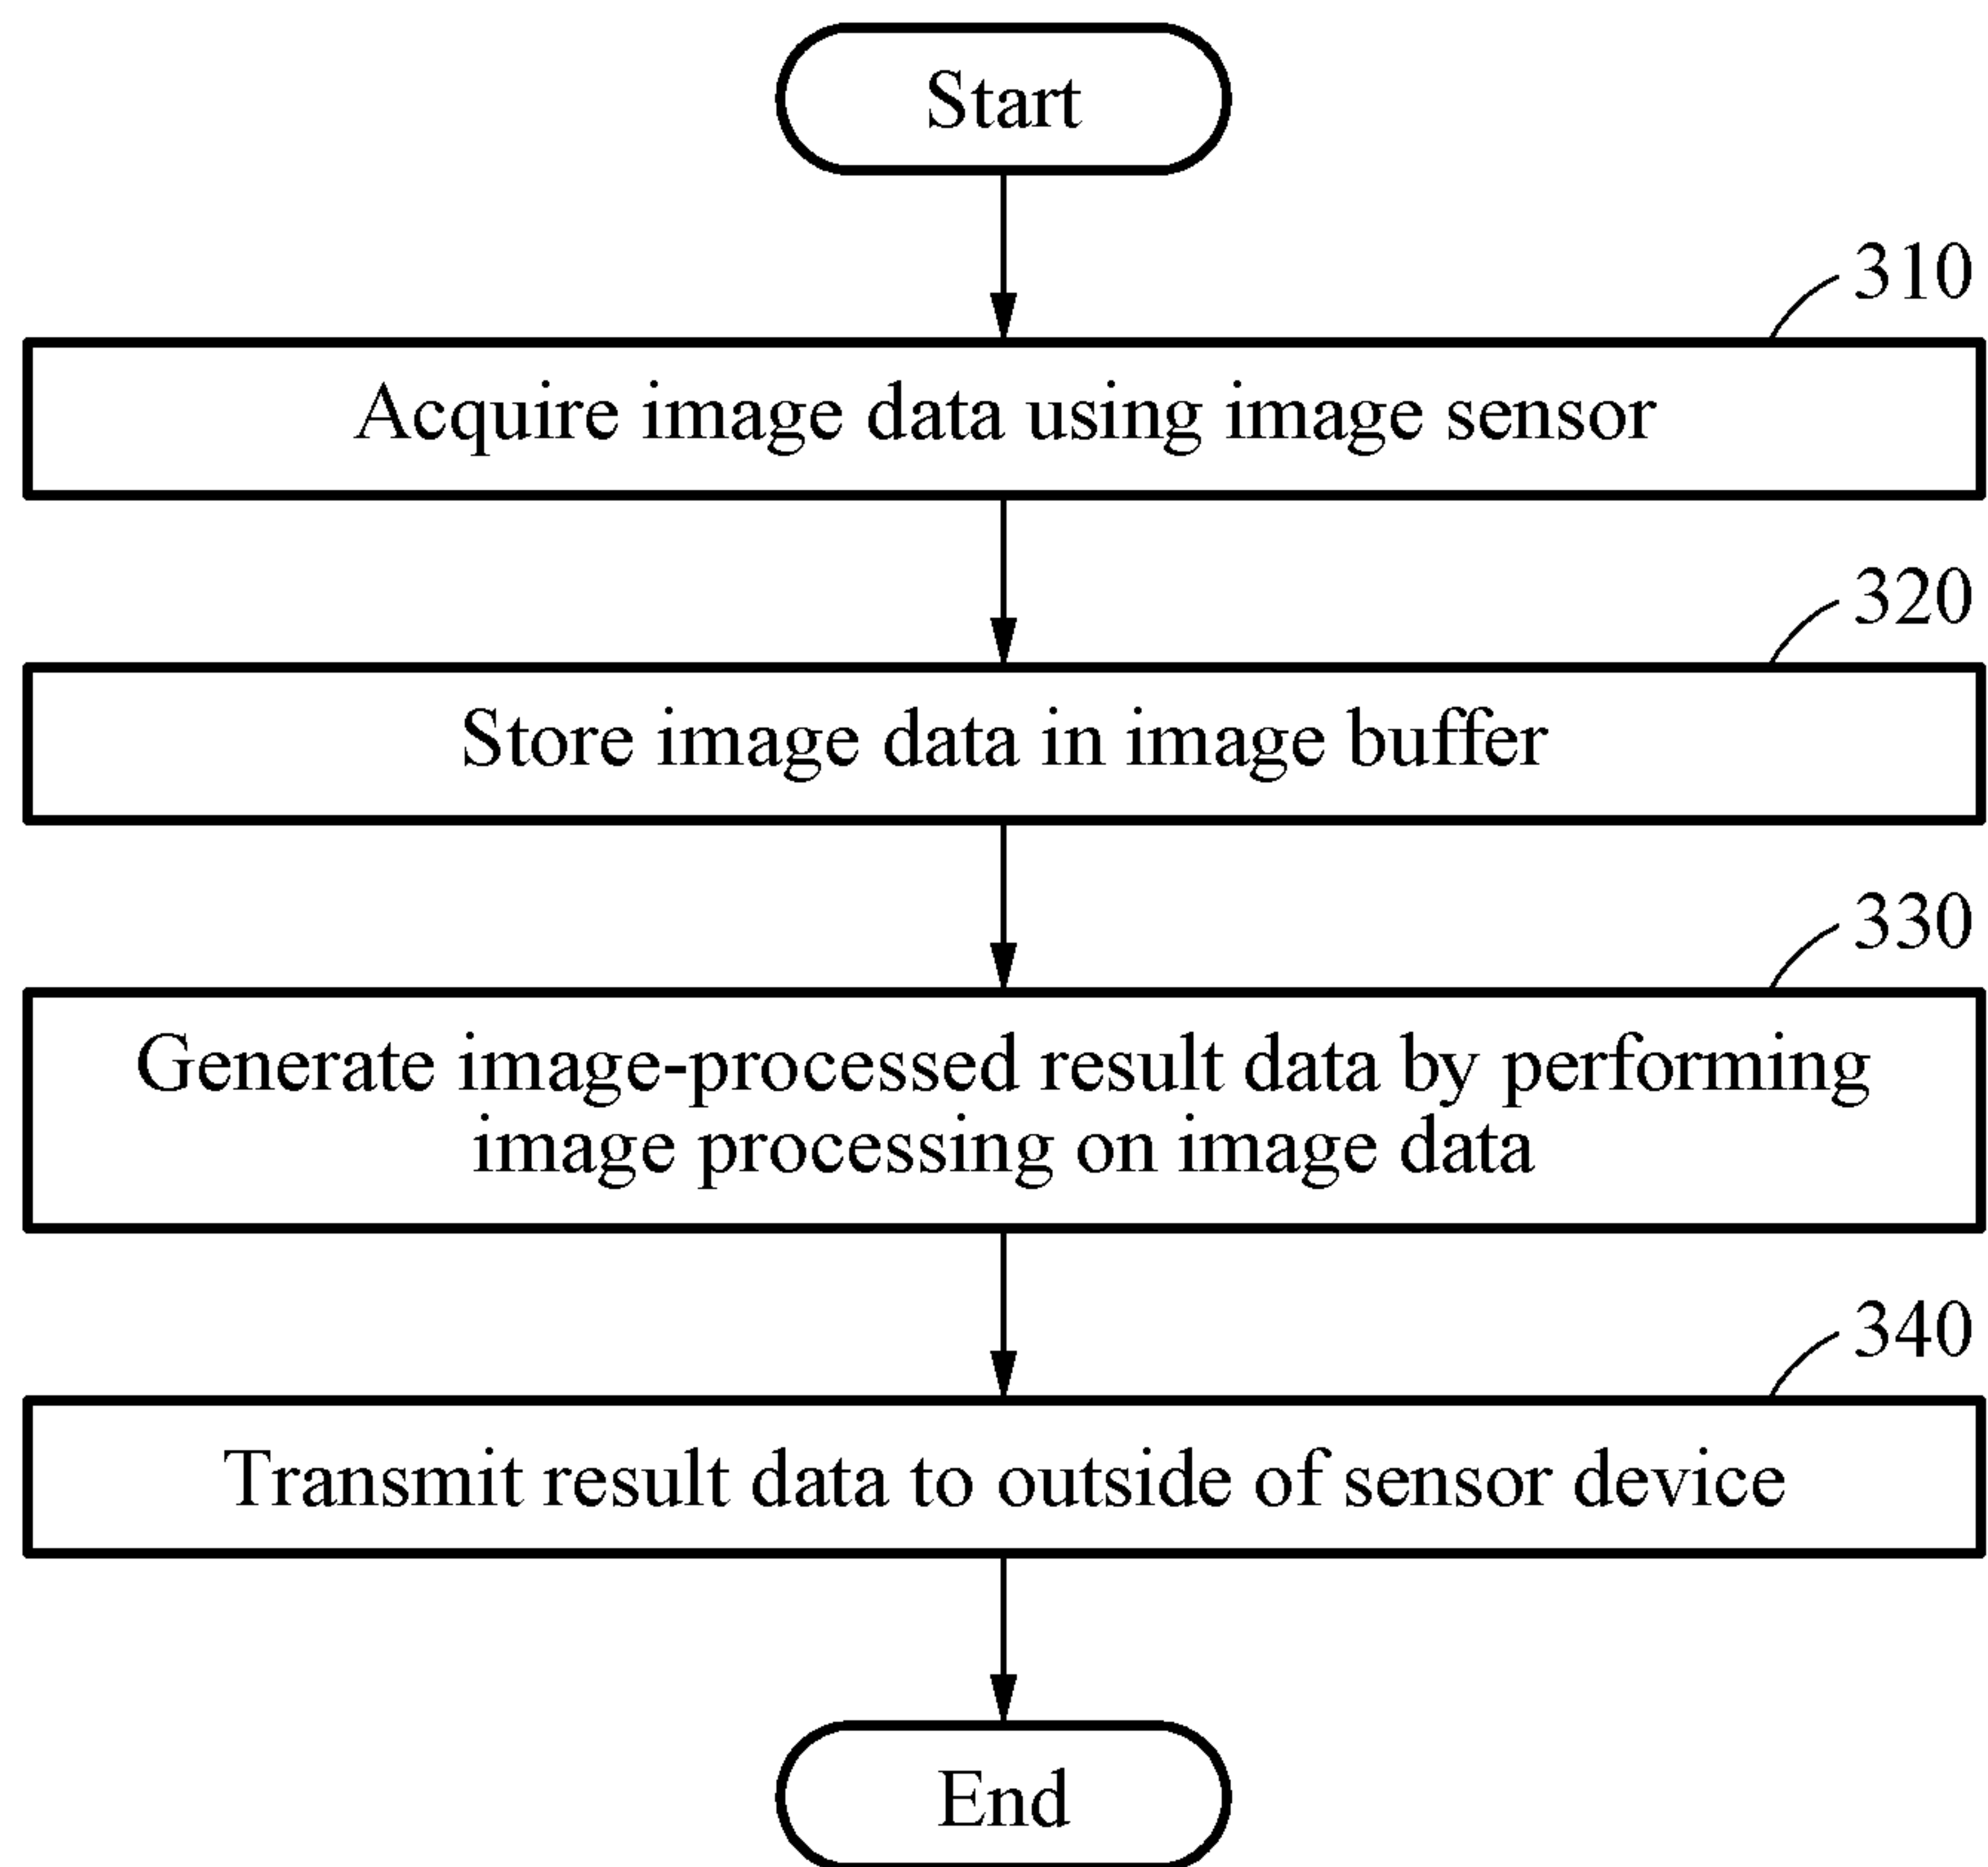 Start
310
Acquire image data using image sensor
320
Store image data in image buffer
330
Generate image-processed result data by performing
image processing on image data
340
Transmit result data to outside of sensor device
End